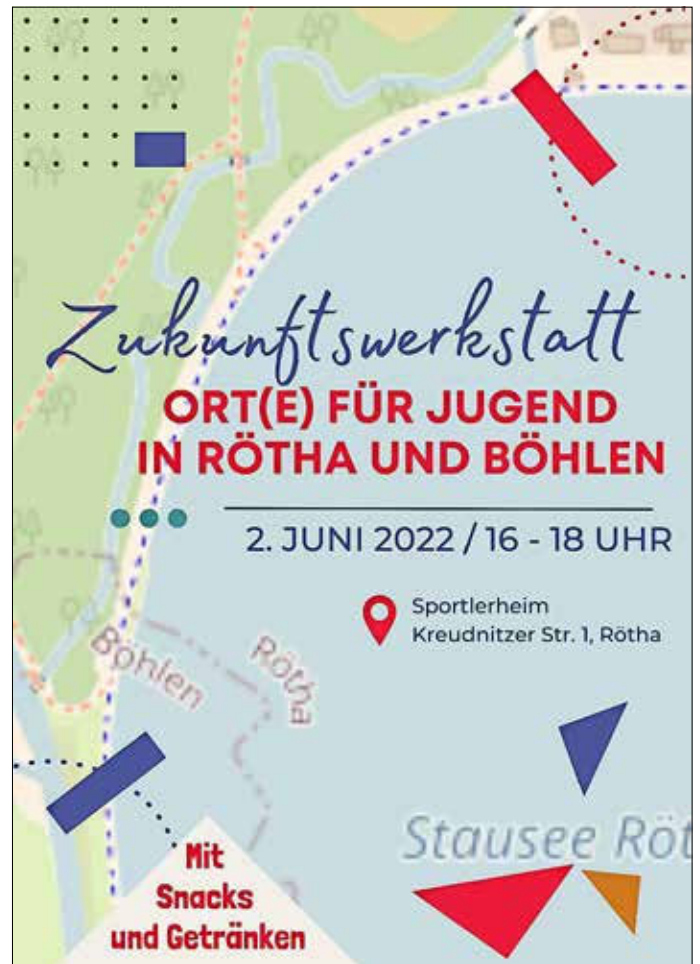 Zukunftswerkstatt
ORT(E) FÜR JUGEND
IN RÖTHA UND BÖHLEN
2. JUNI 2022 / 16 - 18 UHR
Sportlerheim
Kreudnitzer Str. 1, Rötha
Böhlen
Rötha
Stausee Röt
Mit
Snacks
und Getränken